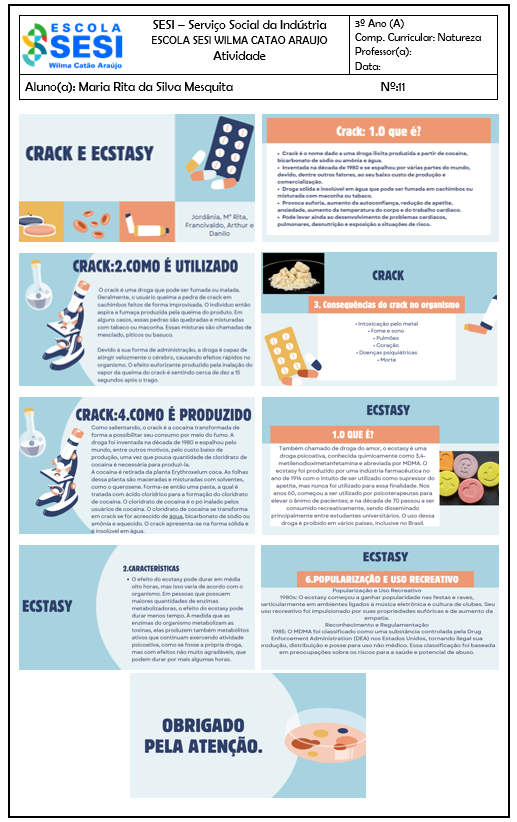 ESCOLA
SESI
Wilma Catão Araújo
SESI – Serviço Social da Indústria
ESCOLA SESI WILMA CATAO ARAUJO
Atividade
3º Ano (A)
Comp. Curricular: Natureza
Professor(a):
Data:
Aluno(a): Maria Rita da Silva Mesquita
Nº:11
CRACK E ECSTASY
Jordânia, Mª Rita,
Francivaldo, Arthur e
Danilo
Crack: 1.O que é?
• Crack é o nome dado a uma droga ilícita produzida a partir de cocaína,
bicarbonato de sódio ou amônia e água.
• Inventada na década de 1980 e se espalhou por várias partes do mundo,
devido, dentre outros fatores, ao seu baixo custo de produção e
comercialização.
• Droga sólida e insolúvel em água que pode ser fumada em cachimbos ou
misturada com maconha ou tabaco.
• Provoca euforia, aumento da autoconfiança, redução de apetite,
ansiedade, aumento da temperatura do corpo e do trabalho cardíaco.
• Pode levar ainda ao desenvolvimento de problemas cardíacos,
pulmonares, desnutrição e exposição a situações de risco.
CRACK:2.COMO É UTILIZADO
O crack é uma droga que pode ser fumada ou inalada.
Geralmente, o usuário queima a pedra de crack em
cachimbos feitos de forma improvisada. O indivíduo então
aspira a fumaça produzida pela queima do produto. Em
alguns casos, essas pedras são quebradas e misturadas
com tabaco ou maconha. Essas misturas são chamadas de
mesclado, piticos ou basuco.
Devido à sua forma de administração, a droga é capaz de
atingir velozmente o cérebro, causando efeitos rápidos no
organismo. O efeito euforizante produzido pela inalação do
vapor da queima do crack é sentido cerca de dez a 15
segundos após o trago.
CRACK
3. Consequências do crack no organismo
• Intoxicação pelo metal
• Fome e sono
• Pulmões
• Coração
• Doenças psiquiátricas
• Morte
CRACK:4.COMO É PRODUZIDO
Como salientando, o crack é a cocaína transformada de
forma a possibilitar seu consumo por meio do fumo. A
droga foi inventada na década de 1980 e espalhou pelo
mundo, entre outros motivos, pelo custo baixo de
produção, uma vez que pouca quantidade de cloridrato de
cocaína é necessária para produzi-la.
A cocaína é retirada da planta Erythroxylum coca. As folhas
dessa planta são maceradas e misturadas com solventes,
como o querosene. Forma-se então uma pasta, a qual é
tratada com ácido clorídrico para a formação do cloridrato
de cocaína. O cloridrato de cocaína é o pó inalado pelos
usuários de cocaína. O cloridrato de cocaína se transforma
em crack se for acrescido de água, bicarbonato de sódio ou
amônia e aquecido. O crack apresenta-se na forma sólida e
é insolúvel em água.
ECSTASY
1.O QUE É?
Também chamado de droga do amor, o ecstasy é uma
droga psicoativa, conhecida quimicamente como 3,4-
metilenodioximetanfetamina e abreviada por MDMA. O
ecstasy foi produzido por uma indústria farmacêutica no
ano de 1914 com o intuito de ser utilizado como supressor do
apetite, mas nunca foi utilizado para essa finalidade. Nos
anos 60, começou a ser utilizado por psicoterapeutas para
elevar o ânimo de pacientes; e na década de 70 passou a ser
consumido recreativamente, sendo disseminado
principalmente entre estudantes universitários. O uso dessa
droga é proibido em vários países, inclusive no Brasil.
ECSTASY
2.CARACTERÍSTICAS
• O efeito do ecstasy pode durar em média
oito horas, mas isso varia de acordo com o
organismo. Em pessoas que possuem
maiores quantidades de enzimas
metabolizadoras, o efeito do ecstasy pode
durar menos tempo. À medida que as
enzimas do organismo metabolizam as
toxinas, elas produzem também metabólitos
ativos que continuam exercendo atividade
psicoativa, como se fosse a própria droga,
mas com efeitos não muito agradáveis, que
podem durar por mais algumas horas.
ECSTASY
6.POPULARIZAÇÃO E USO RECREATIVO
Popularização e Uso Recreativo
1980s: O ecstasy começou a ganhar popularidade nas festas e raves,
particularmente em ambientes ligados à música eletrônica e cultura de clubes. Seu
uso recreativo foi impulsionado por suas propriedades eufóricas e de aumento da
empatia.
Reconhecimento e Regulamentação
1985: O MDMA foi classificado como uma substância controlada pela Drug
Enforcement Administration (DEA) nos Estados Unidos, tornando ilegal sua
produção, distribuição e posse para uso não médico. Essa classificação foi baseada
em preocupações sobre os riscos para a saúde e potencial de abuso.
OBRIGADO
PELA ATENÇÃO.